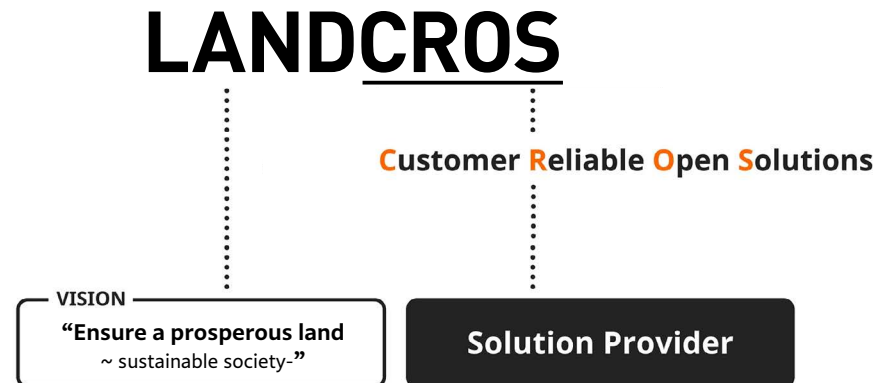 LANDCROS
Customer Reliable Open Solutions
VISION
“Ensure a prosperous land
~ sustainable society-”
Solution Provider